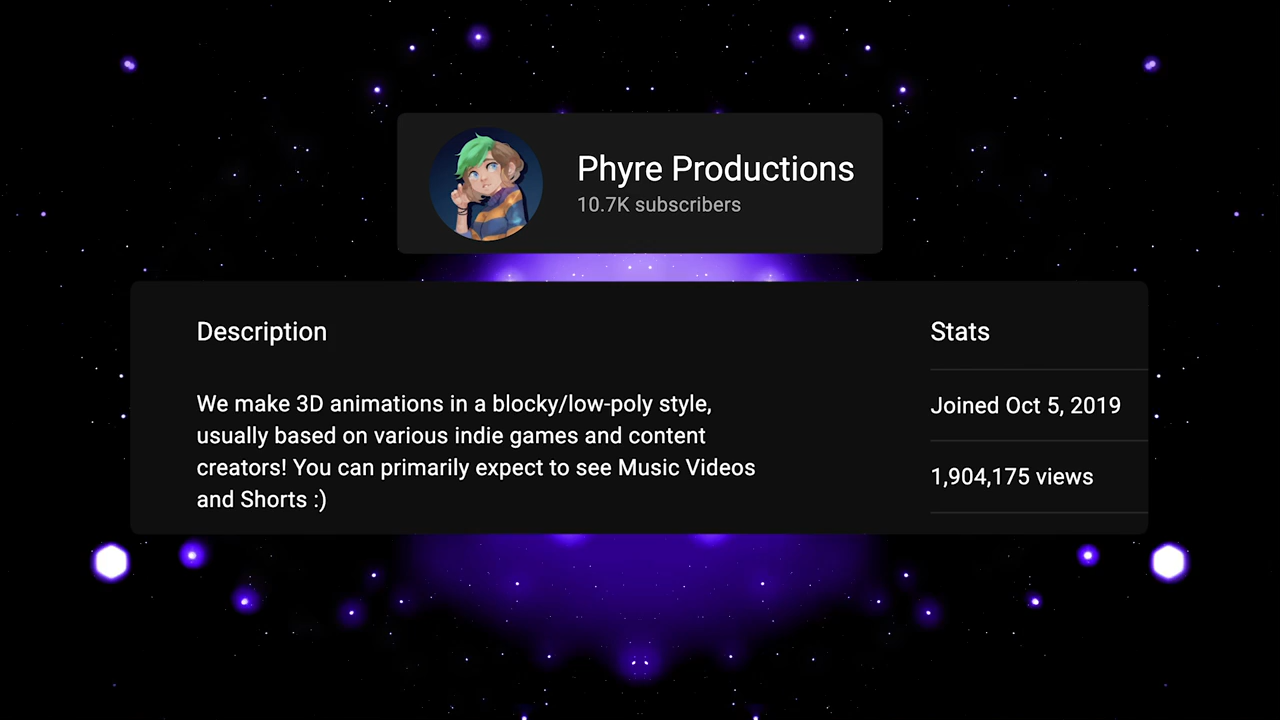 Phyre Productions
10.7K subscribers
Description
We make 3D animations in a blocky/low-poly style,
usually based on various indie games and content
creators! You can primarily expect to see Music Videos
and Shorts :)
Stats
Joined Oct 5, 2019
1,904,175 views